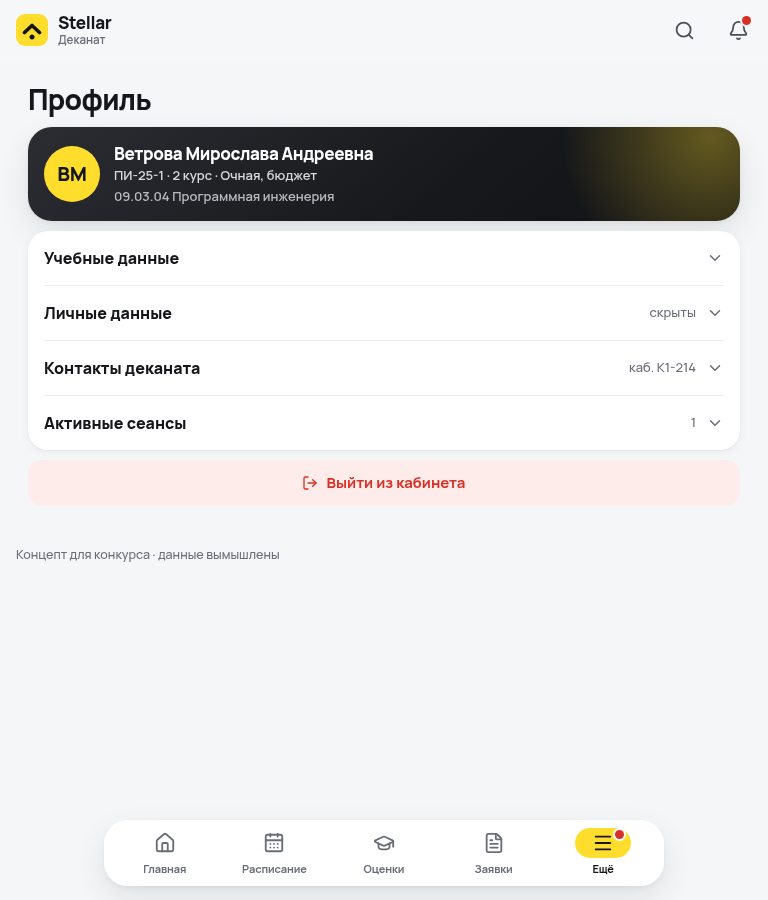 Stellar
Деканат
Профиль
ВМ
Ветрова Мирослава Андреевна
ПИ-25-1 · 2 курс · Очная, бюджет
09.03.04 Программная инженерия
Учебные данные
Личные данные скрыты
Контакты деканата каб. К1-214
Активные сеансы 1
Выйти из кабинета
Концепт для конкурса · данные вымышлены
Главная Расписание Оценки Заявки Ещё